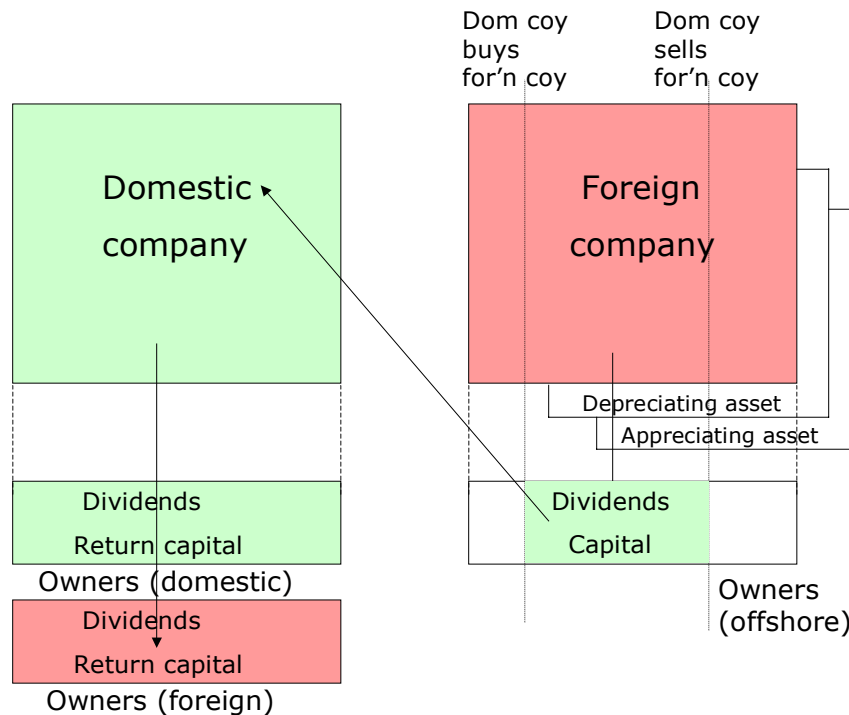 Dom coy
buys
for’n coy
Dom coy
sells
for’n coy
Domestic
company
Foreign
company
Depreciating asset
Appreciating asset
Dividends
Return capital
Owners (domestic)
Dividends
Return capital
Owners (foreign)
Dividends
Capital
Owners
(offshore)